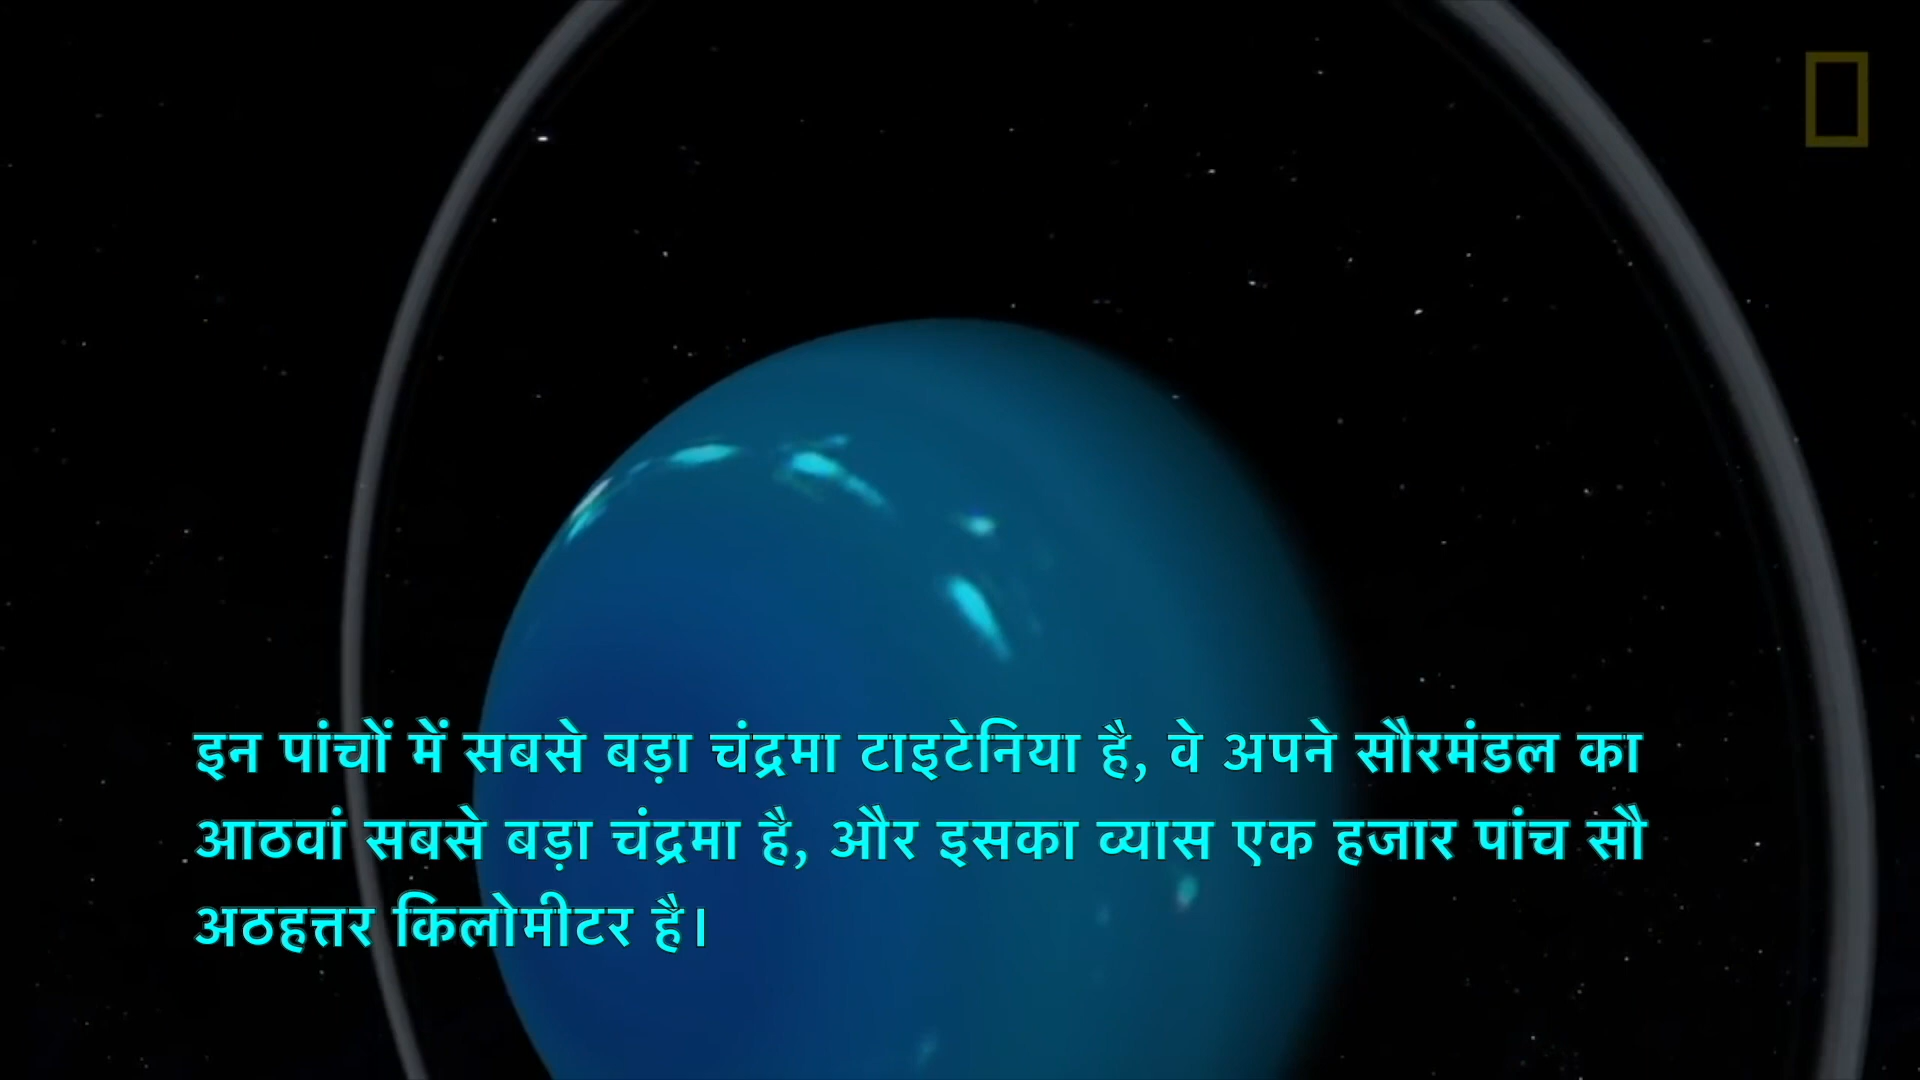 इन पांचों में सबसे बड़ा चंद्रमा टाइटेनिया है, वे अपने सौरमंडल का
आठवां सबसे बड़ा चंद्रमा है, और इसका व्यास एक हजार पांच सौ
अठहत्तर किलोमीटर है।